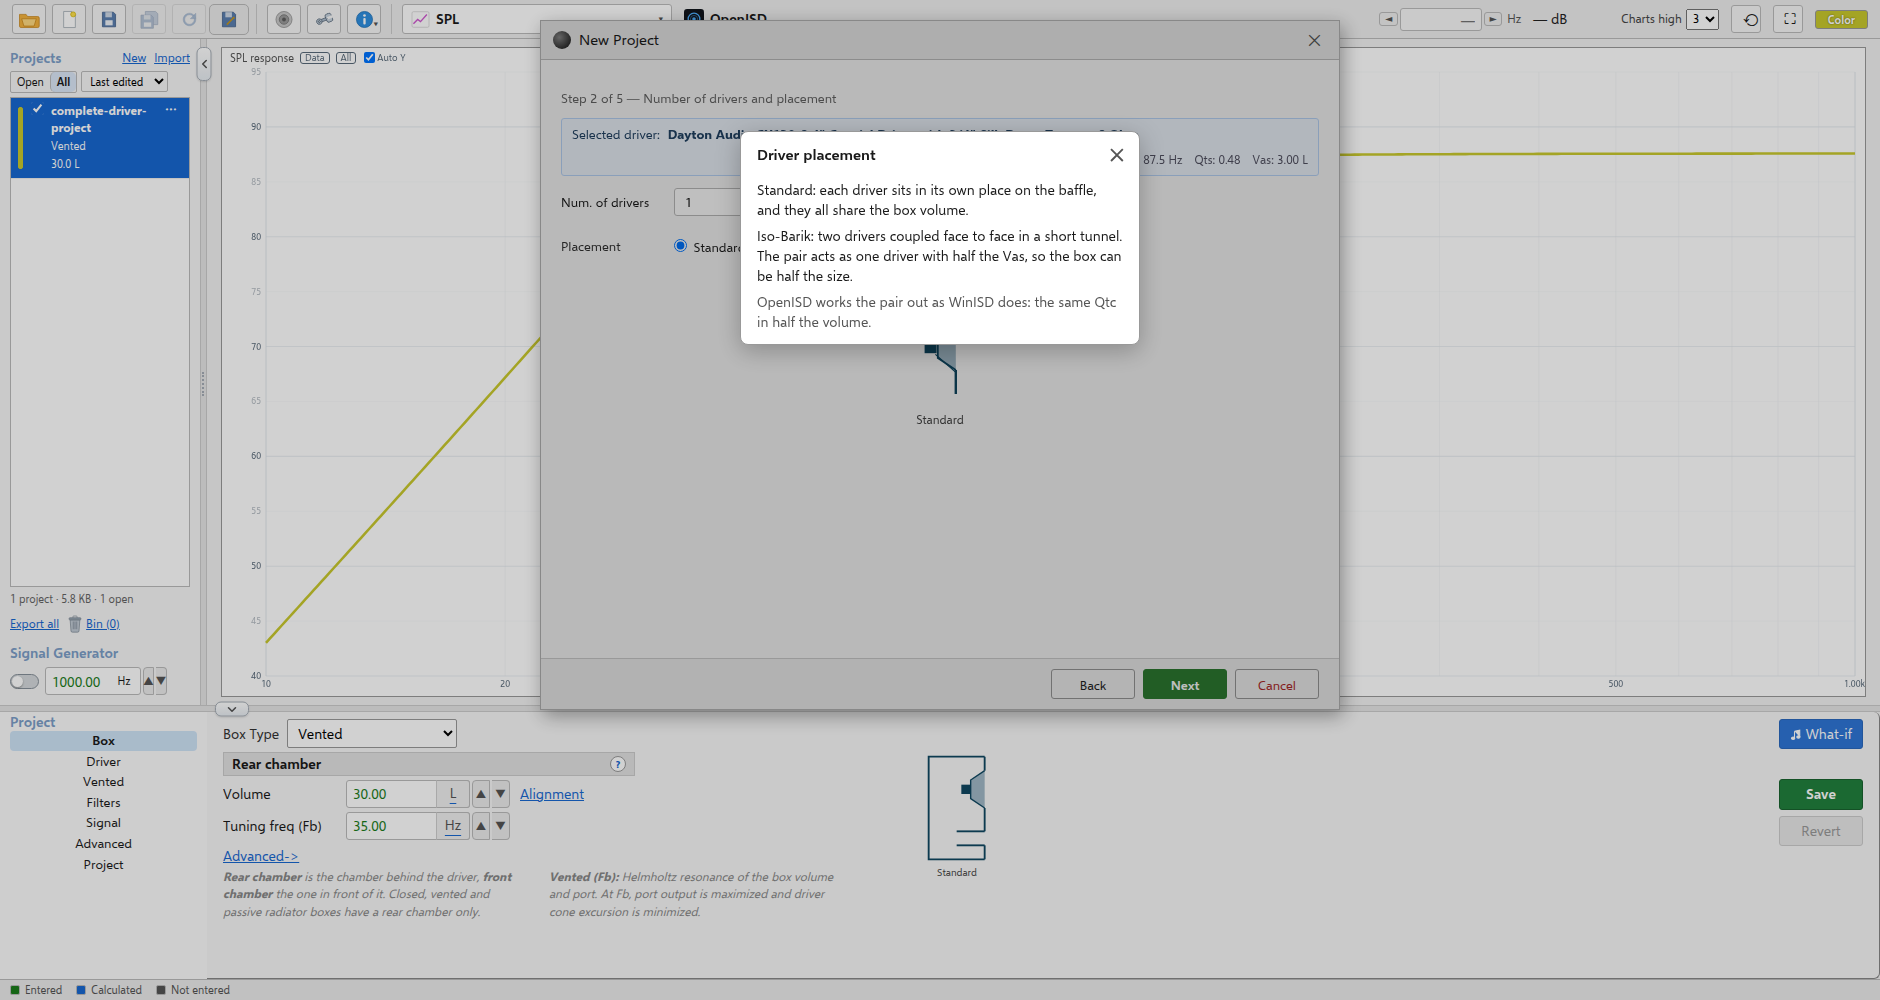 SPL
OpenISD
—
Hz
— dB
Charts high
3
Color
Projects
New
Import
Open
All
Last edited
complete-driver-
project
Vented
30.0 L
1 project · 5.8 KB · 1 open
Export all
Bin (0)
Signal Generator
1000.00
Hz
SPL response
Data
All
Auto Y
95
90
85
80
75
70
65
60
55
50
45
40
10
20
500
1.00k
New Project
Step 2 of 5 — Number of drivers and placement
Selected driver:
Dayton Aud
87.5 Hz
Qts: 0.48
Vas: 3.00 L
Num. of drivers
1
Placement
Standard
Driver placement
Standard: each driver sits in its own place on the baffle,
and they all share the box volume.
Iso-Barik: two drivers coupled face to face in a short tunnel.
The pair acts as one driver with half the Vas, so the box can
be half the size.
OpenISD works the pair out as WinISD does: the same Qtc
in half the volume.
Standard
Back
Next
Cancel
Project
Box
Driver
Vented
Filters
Signal
Advanced
Project
Box Type
Vented
Rear chamber
?
Volume
30.00
L
Alignment
Tuning freq (Fb)
35.00
Hz
Advanced->
Rear chamber is the chamber behind the driver, front
chamber the one in front of it. Closed, vented and
passive radiator boxes have a rear chamber only.
Vented (Fb): Helmholtz resonance of the box volume
and port. At Fb, port output is maximized and driver
cone excursion is minimized.
Standard
What-if
Save
Revert
Entered
Calculated
Not entered